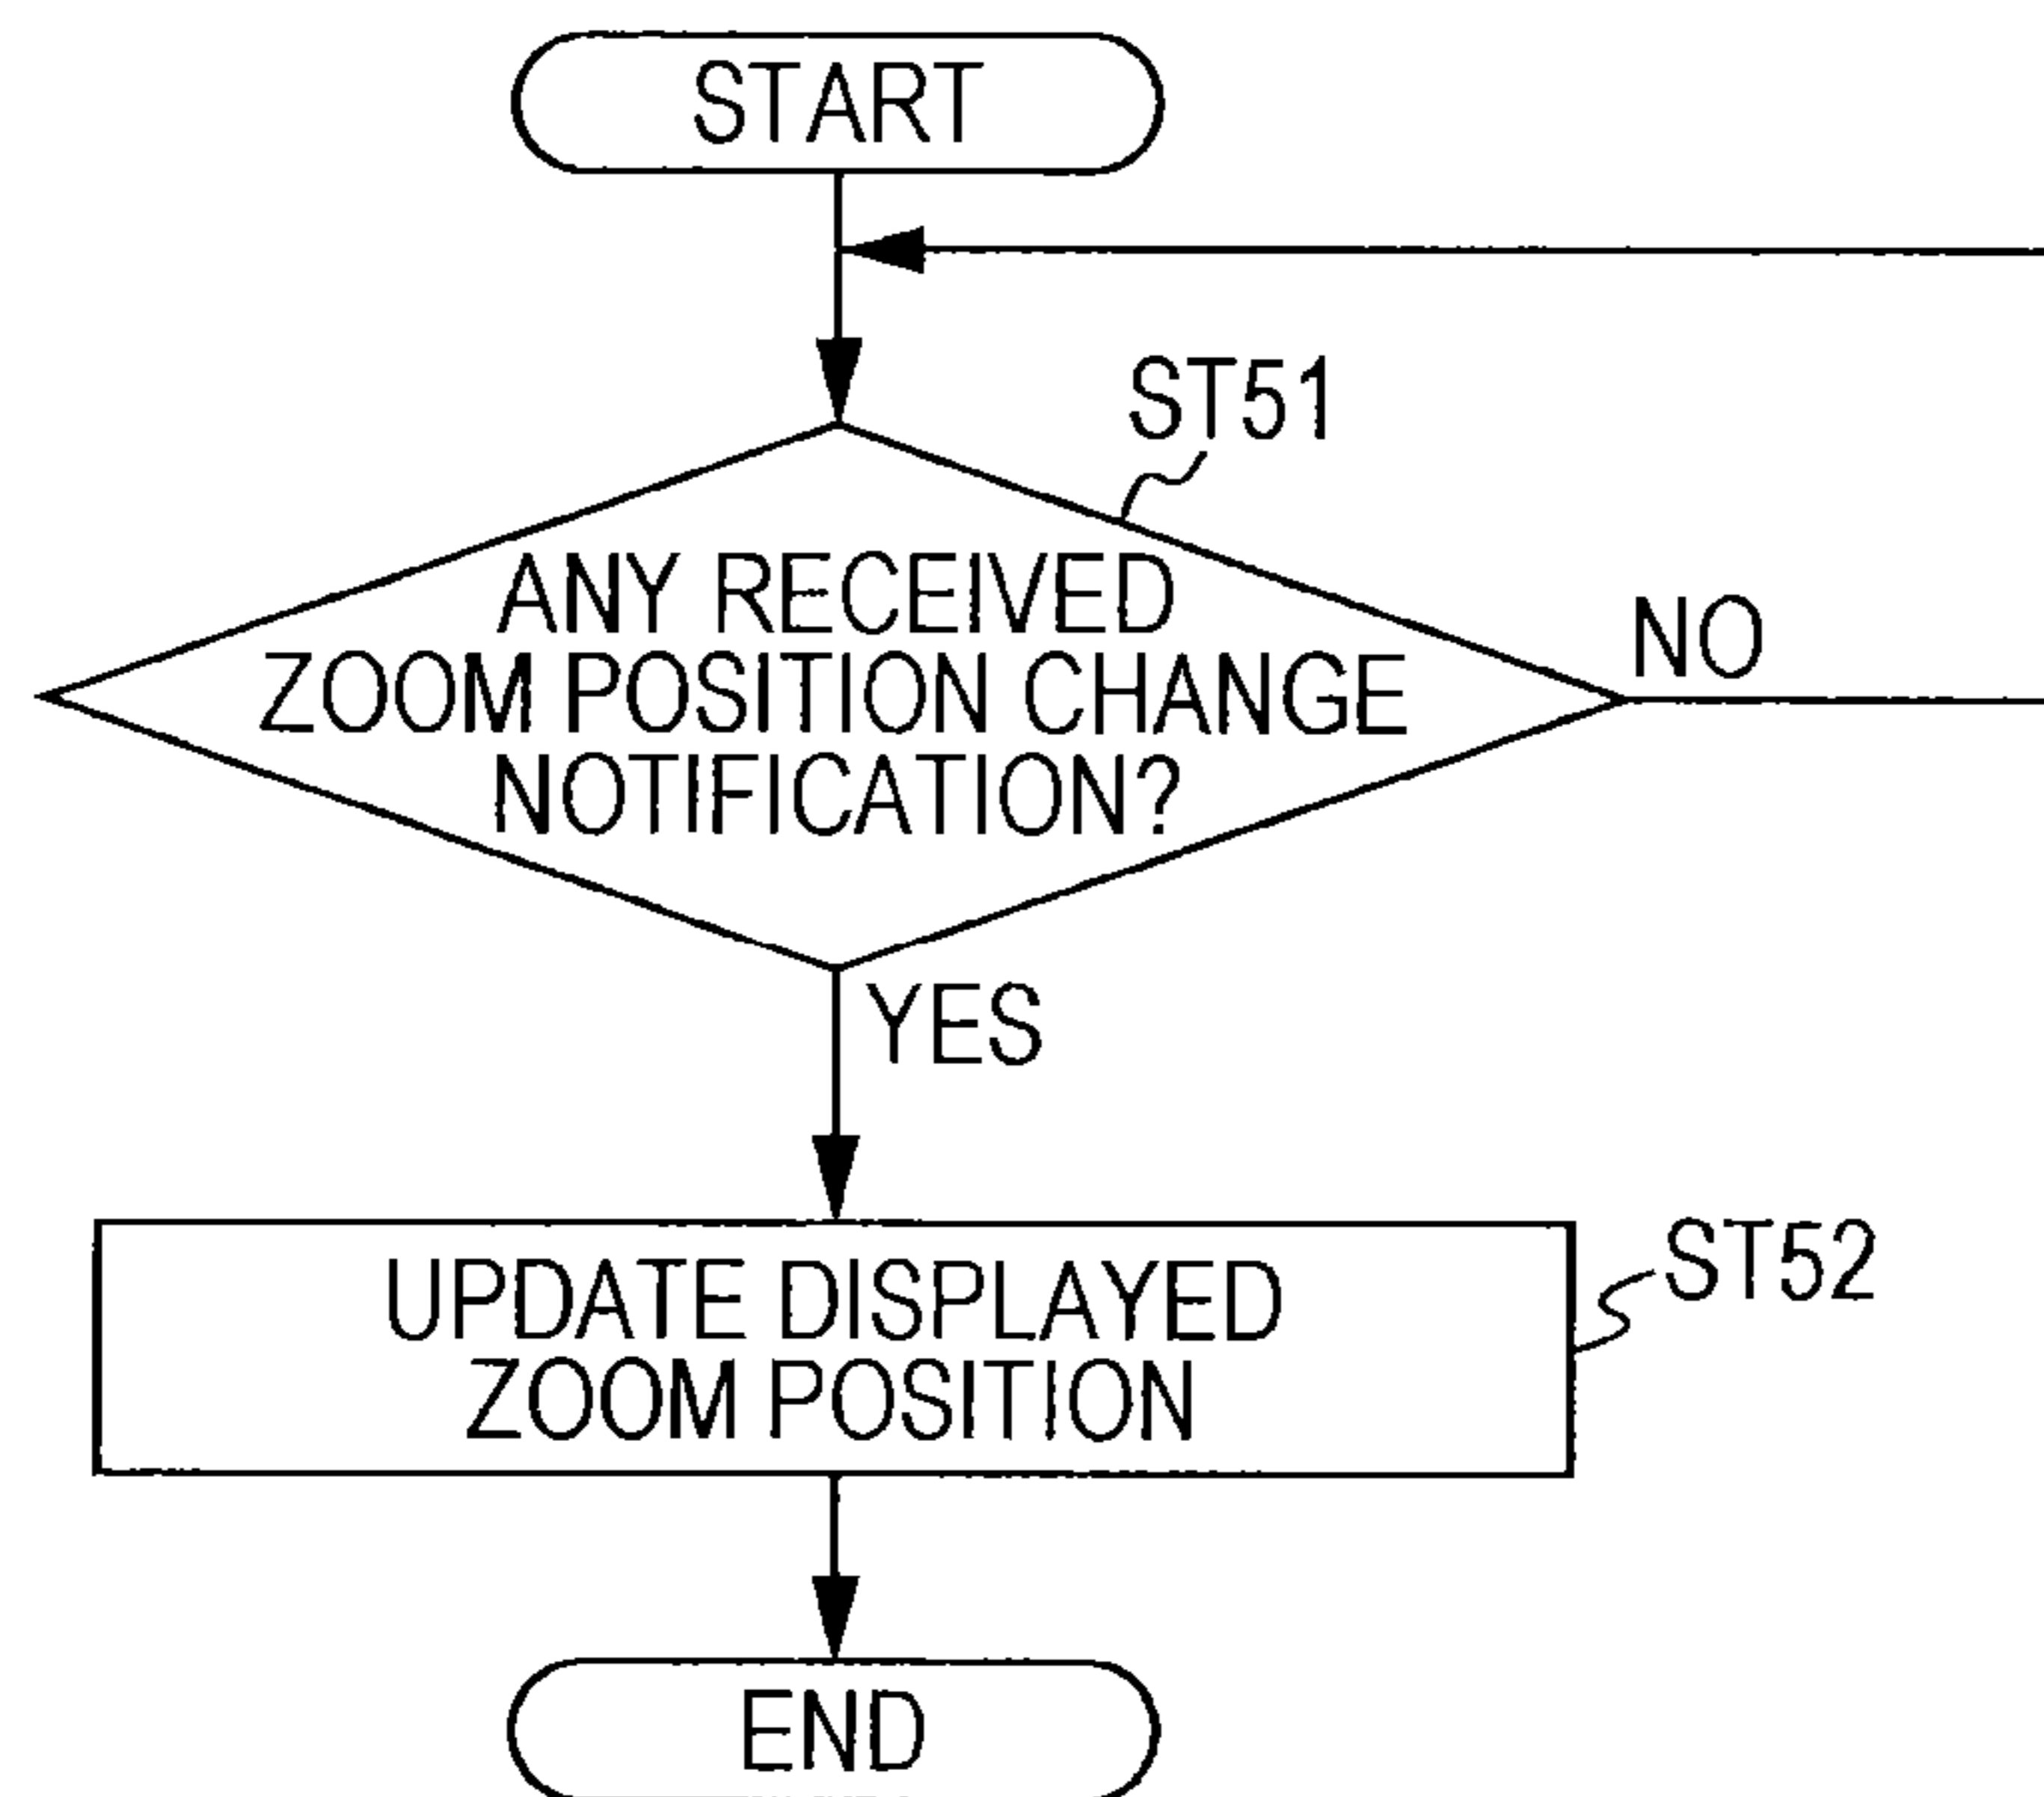 START
ST51
ANY RECEIVED
ZOOM POSITION CHANGE
NOTIFICATION?
NO
YES
UPDATE DISPLAYED
ZOOM POSITION
ST52
END